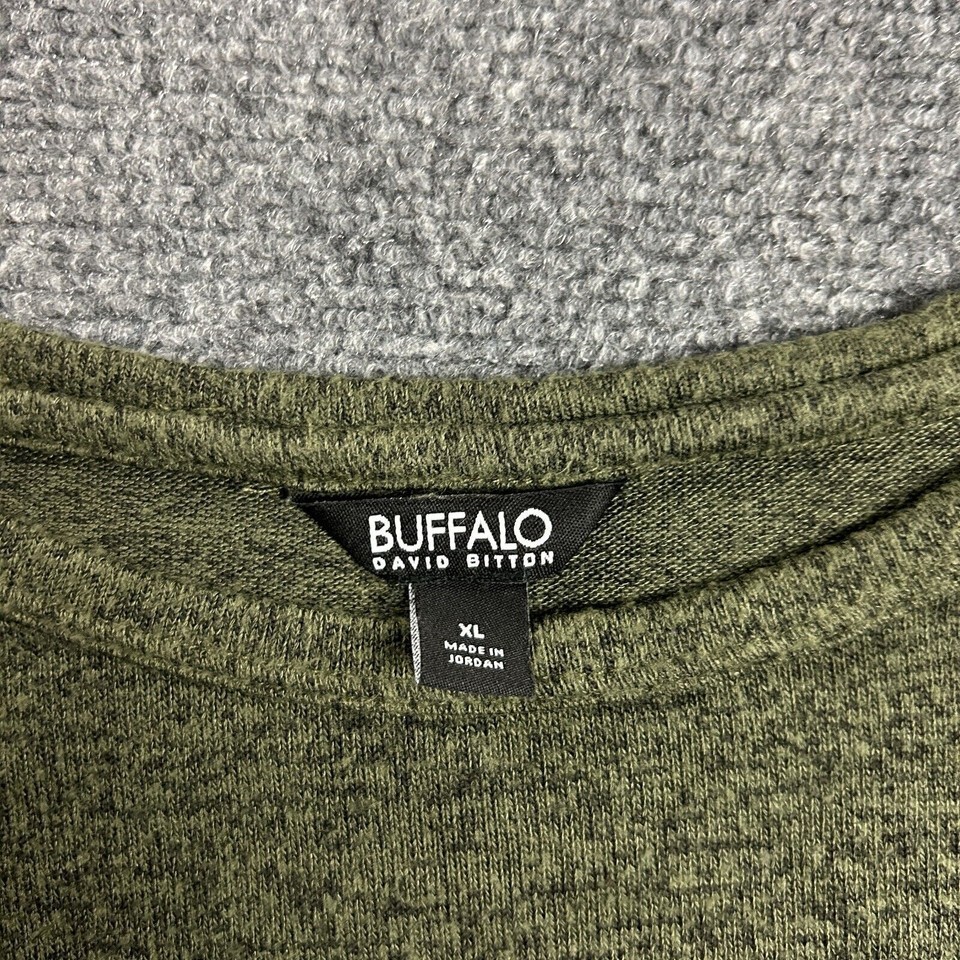 BUFFALO
DAVID BITTON
XL
MADE IN
JORDAN